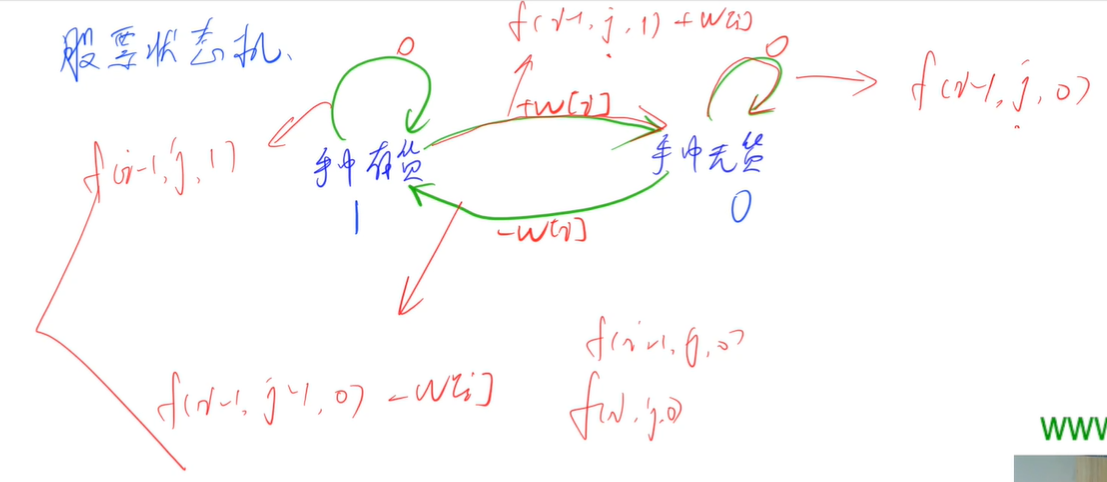 股票状态机、
f(i-1, j, 1) + w[i]
0
0
+w[i]
f(i-1, j, 0)
f(i-1, j, 1)
手中有货
手中无货
1
0
-w[i]
f(i-1, j, 0)
f(i-1, j-1, 0) - w[i]
f(i, j, 0)
WWW